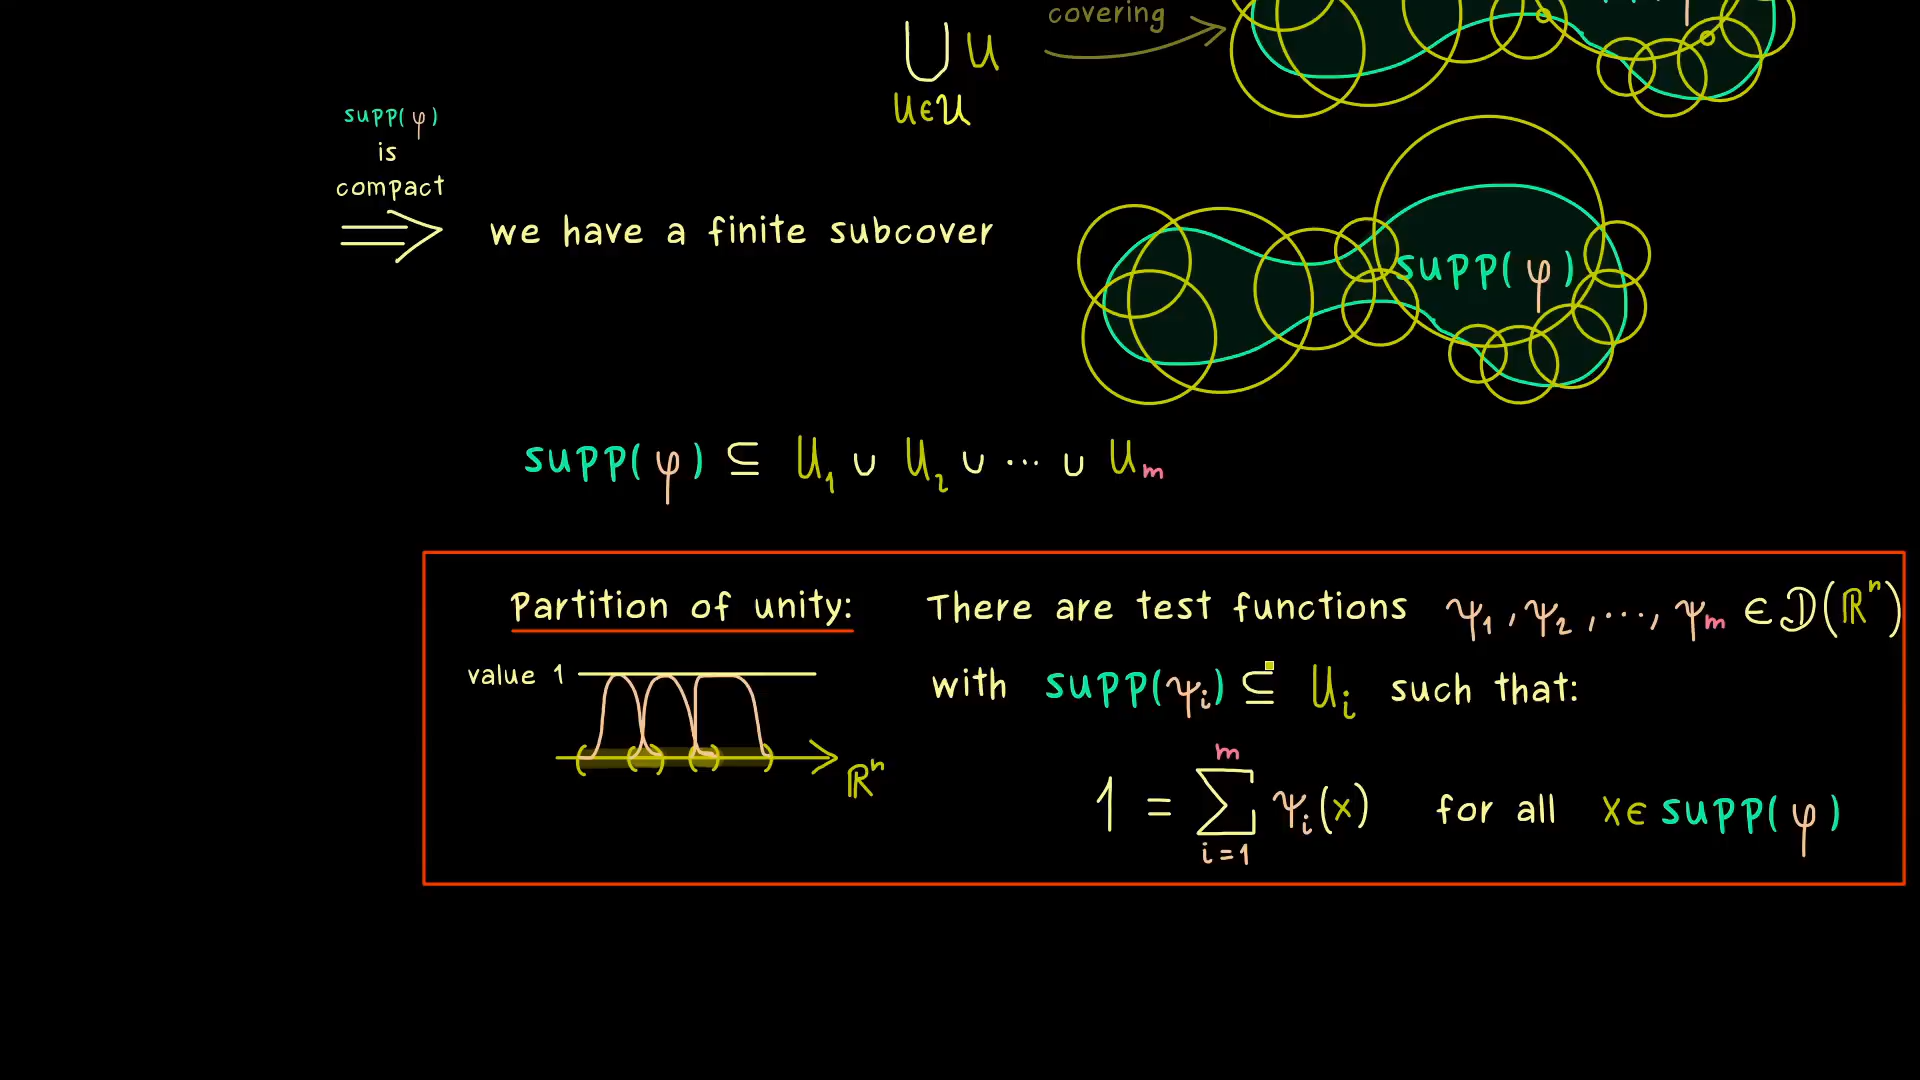 covering
⋃ U
U∈𝒰
supp(φ)
is
compact
⟹ we have a finite subcover
supp(φ)
supp(φ) ⊆ U₁ ∪ U₂ ∪ ⋯ ∪ Uₘ
Partition of unity: There are test functions ψ₁, ψ₂, ..., ψₘ ∈ 𝒟(ℝⁿ)
value 1
with supp(ψᵢ) ⊆ Uᵢ such that:
ℝⁿ
m
1 = ∑ ψᵢ(x) for all x ∈ supp(φ)
i=1